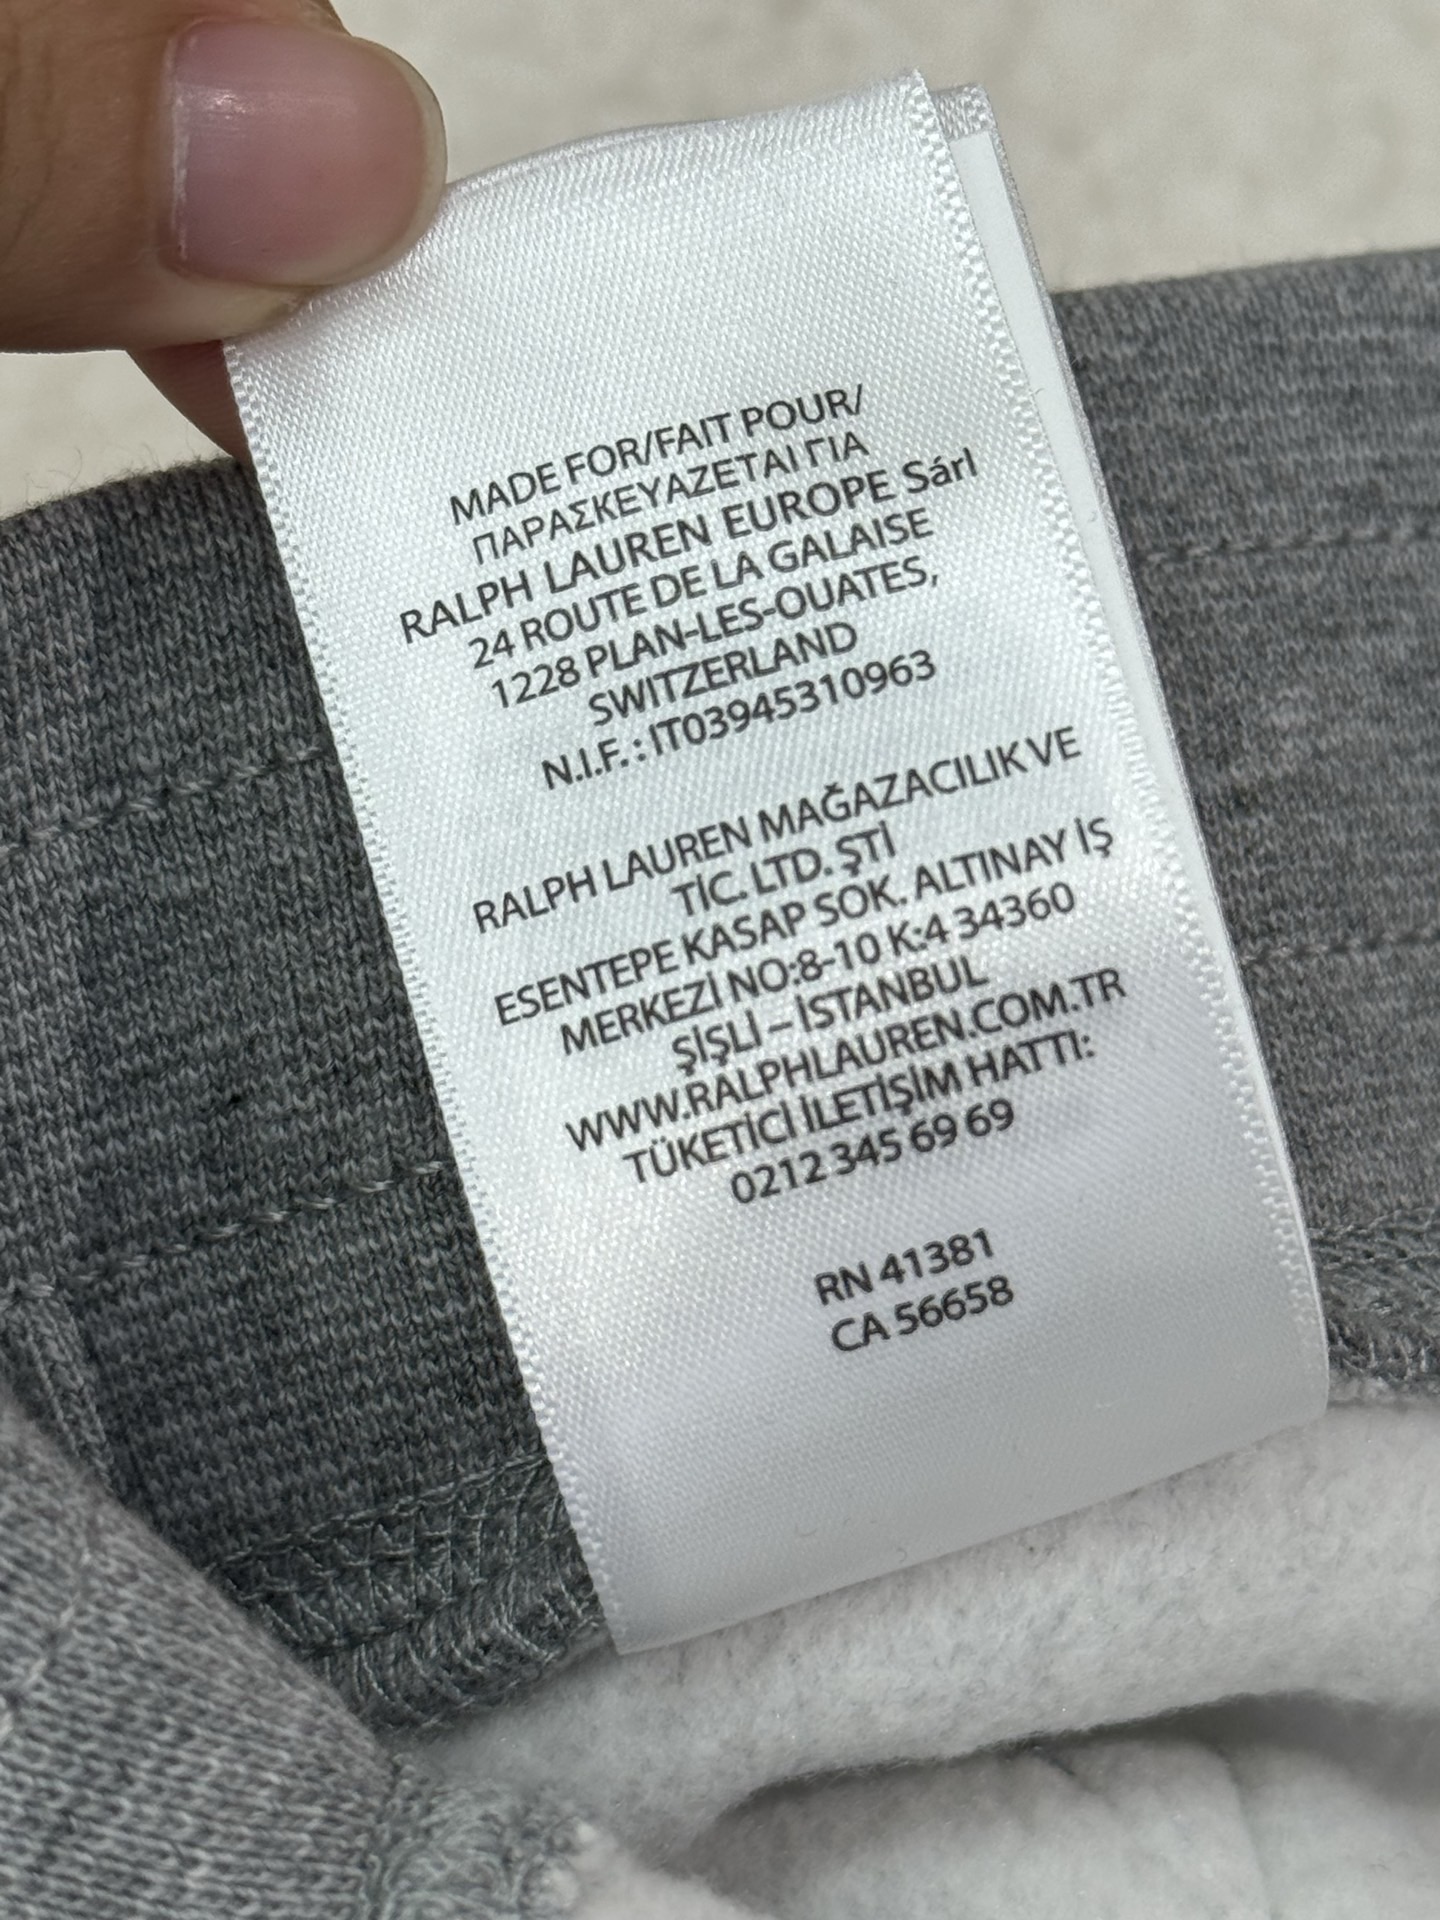 MADE FOR/FAIT POUR/
ΠΑΡΑΣΚΕΥΑΖΕΤΑΙ ΓΙΑ
RALPH LAUREN EUROPE Sárl
24 ROUTE DE LA GALAISE
1228 PLAN-LES-OUATES,
SWITZERLAND
N.I.F. : IT03945310963
RALPH LAUREN MAĞAZACILIK VE
TİC. LTD. ŞTİ
ESENTEPE KASAP SOK. ALTINAY İŞ
MERKEZİ NO:8-10 K:4 34360
ŞİŞLİ – İSTANBUL
WWW.RALPHLAUREN.COM.TR
TÜKETİCİ İLETİŞİM HATTI:
0212 345 69 69
RN 41381
CA 56658